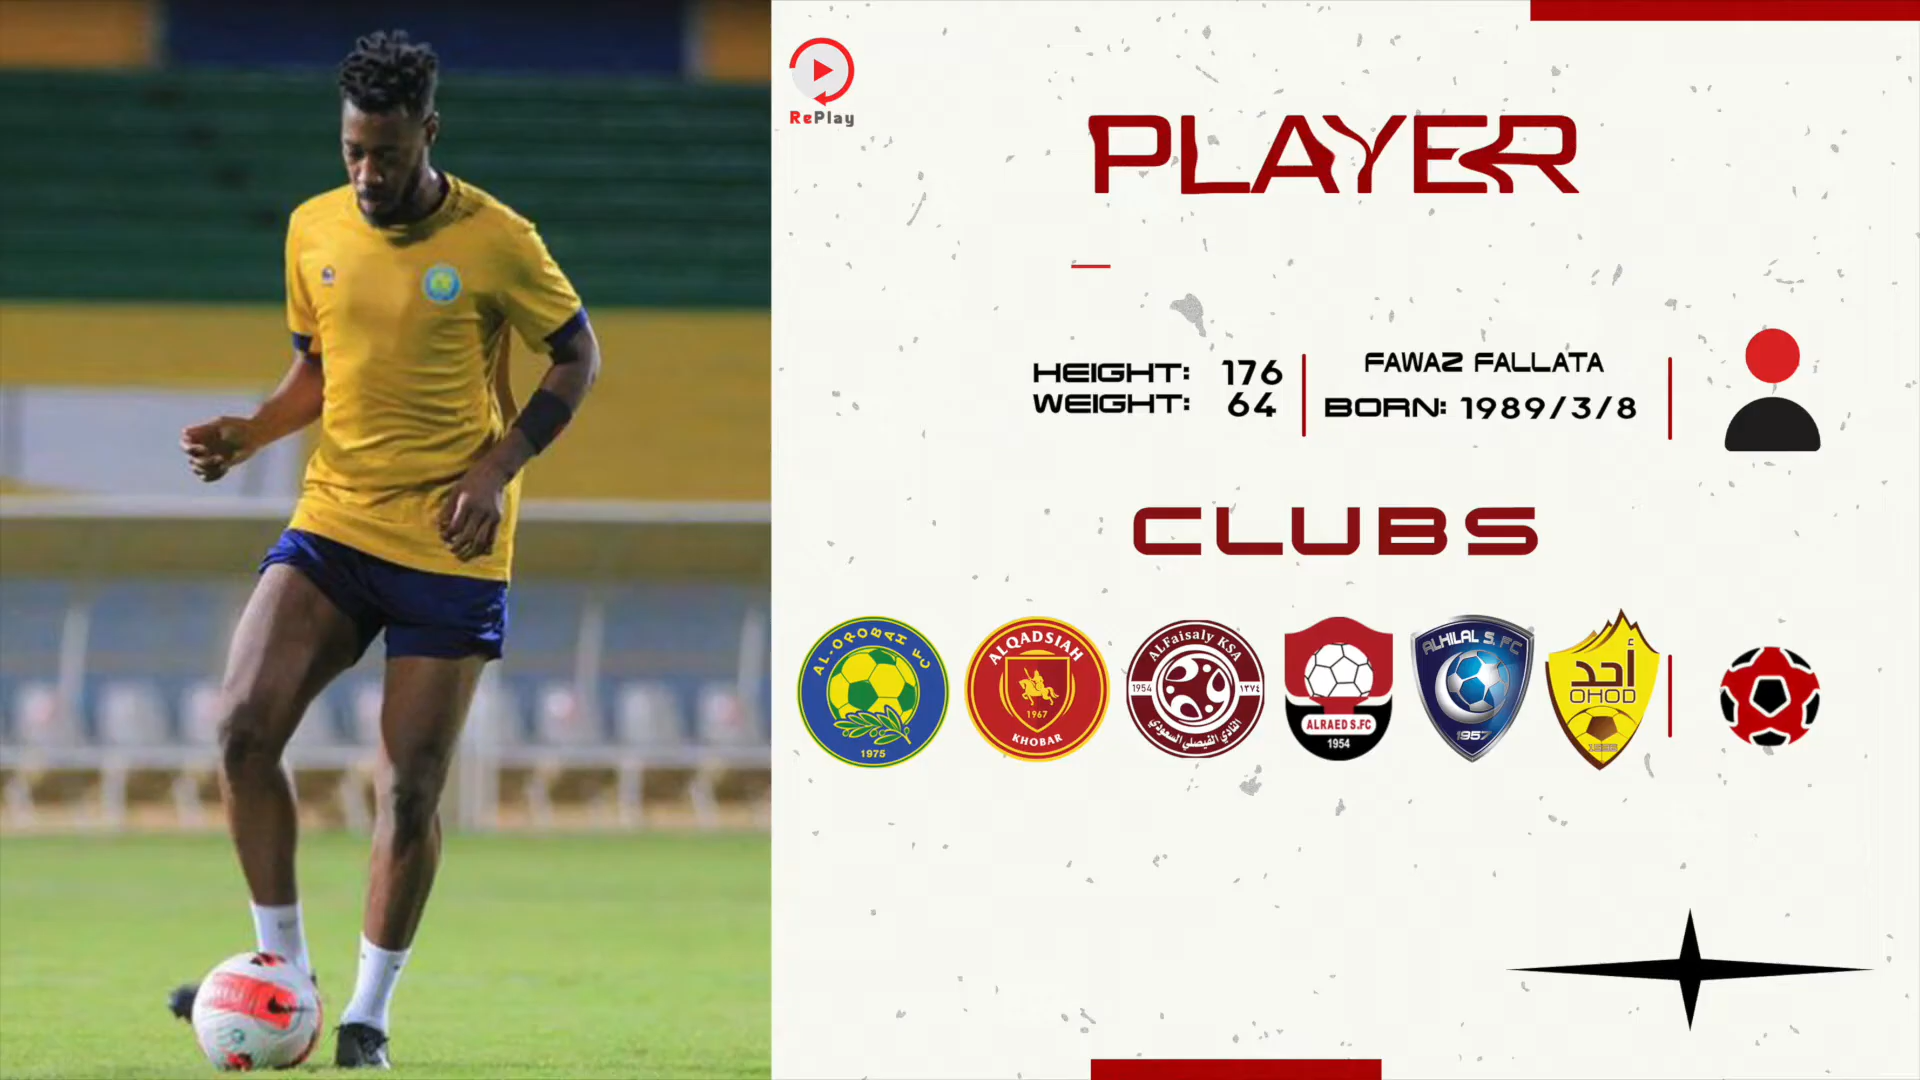 RePlay
PLAYER
HEIGHT: 176
WEIGHT: 64
FAWAZ FALLATA
BORN: 1989/3/8
CLUBS
AL-OROBAH FC
1975
ALQADSIAH
1967
KHOBAR
ALFaisaly KSA
1954 ١٣٧٤
النادي الفيصلي السعودي
ALRAED S.FC
1954
ALHILAL S. FC
1957
أحد
OHOD